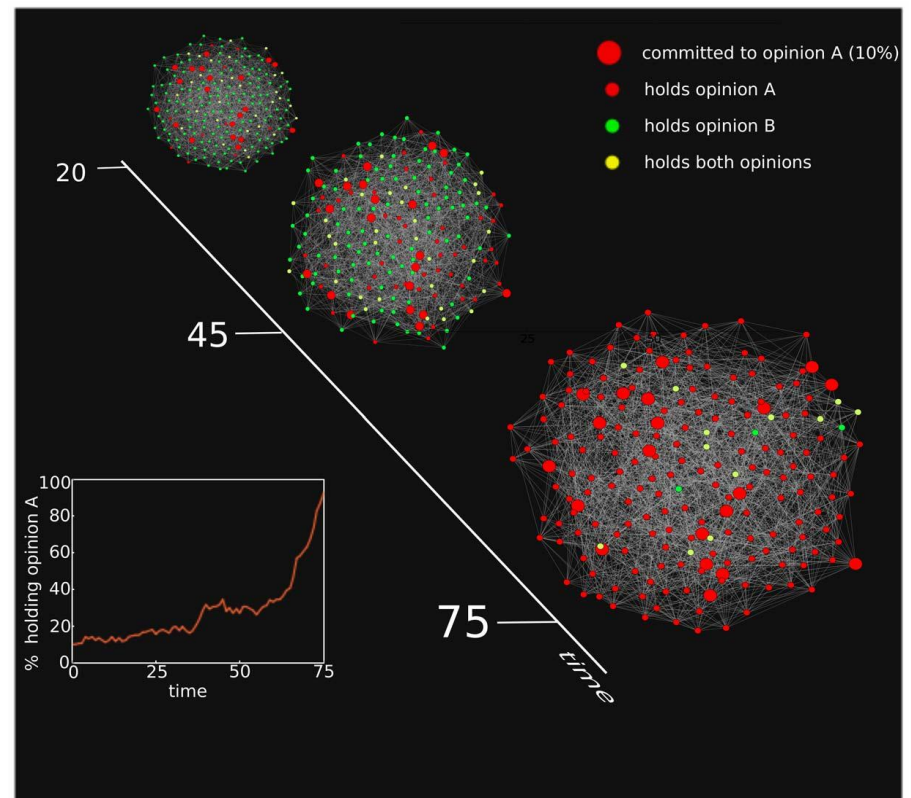 committed to opinion A (10%)
holds opinion A
holds opinion B
holds both opinions
20
45
25
75
time
% holding opinion A
100
80
60
40
20
0
0 25 50 75
time